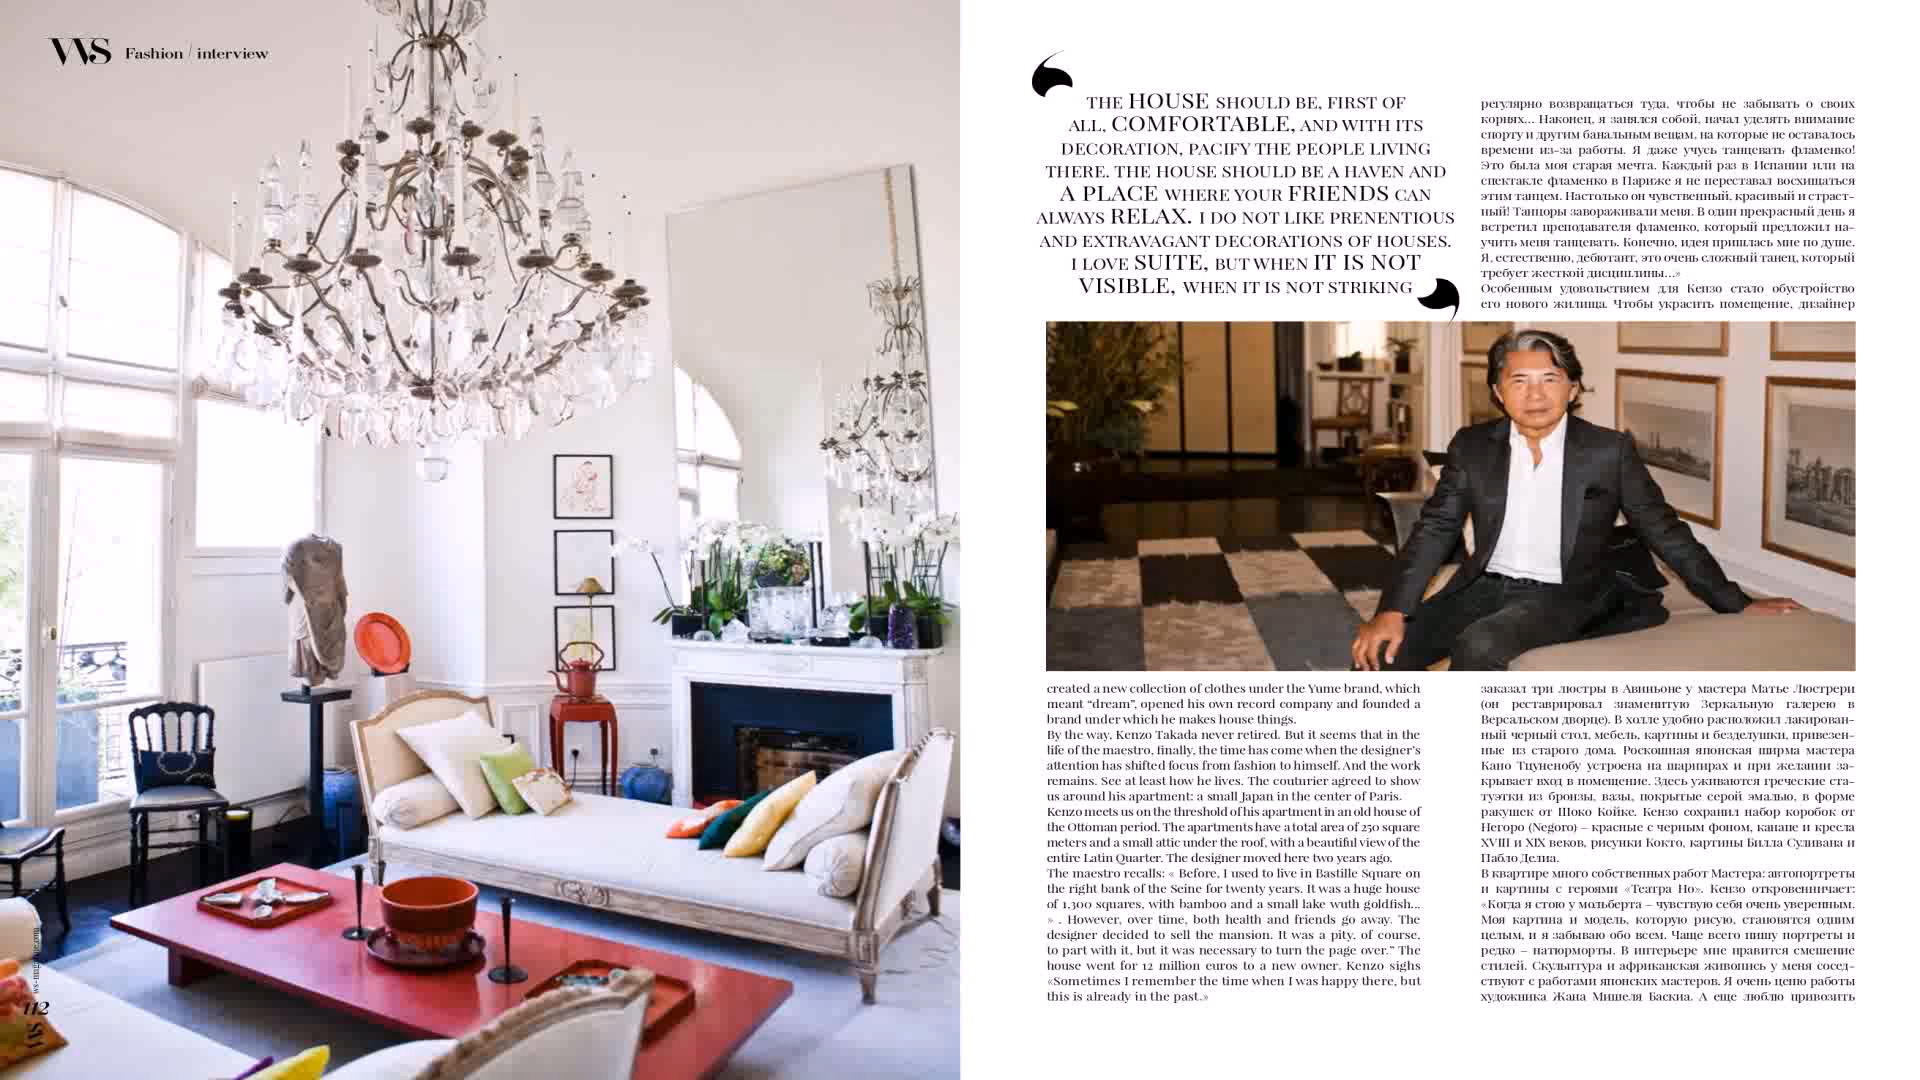 VVS Fashion / interview
THE HOUSE SHOULD BE, FIRST OF
ALL, COMFORTABLE, AND WITH ITS
DECORATION, PACIFY THE PEOPLE LIVING
THERE. THE HOUSE SHOULD BE A HAVEN AND
A PLACE WHERE YOUR FRIENDS CAN
ALWAYS RELAX. I DO NOT LIKE PRENENTIOUS
AND EXTRAVAGANT DECORATIONS OF HOUSES.
I LOVE SUITE, BUT WHEN IT IS NOT
VISIBLE, WHEN IT IS NOT STRIKING
created a new collection of clothes under the Yume brand, which
meant “dream”, opened his own record company and founded a
brand under which he makes house things.
By the way, Kenzo Takada never retired. But it seems that in the
life of the maestro, finally, the time has come when the designer’s
attention has shifted focus from fashion to himself. And the work
remains. See at least how he lives. The couturier agreed to show
us around his apartment: a small Japan in the center of Paris.
Kenzo meets us on the threshold of his apartment in an old house of
the Ottoman period. The apartments have a total area of 250 square
meters and a small attic under the roof, with a beautiful view of the
entire Latin Quarter. The designer moved here two years ago.
The maestro recalls: « Before, I used to live in Bastille Square on
the right bank of the Seine for twenty years. It was a huge house
of 1,300 squares, with bamboo and a small lake wuth goldfish...
» . However, over time, both health and friends go away. The
designer decided to sell the mansion. It was a pity, of course,
to part with it, but it was necessary to turn the page over.” The
house went for 12 million euros to a new owner. Kenzo sighs
«Sometimes I remember the time when I was happy there, but
this is already in the past.»
регулярно возвращаться туда, чтобы не забывать о своих
корнях... Наконец, я занялся собой, начал уделять внимание
спорту и другим банальным вещам, на которые не оставалось
времени из-за работы. Я даже учусь танцевать фламенко!
Это была моя старая мечта. Каждый раз в Испании или на
спектакле фламенко в Париже я не переставал восхищаться
этим танцем. Настолько он чувственный, красивый и страст-
ный! Танцоры завораживали меня. В один прекрасный день я
встретил преподавателя фламенко, который предложил на-
учить меня танцевать. Конечно, идея пришлась мне по душе.
Я, естественно, дебютант, это очень сложный танец, который
требует жесткой дисциплины...»
Особенным удовольствием для Кензо стало обустройство
его нового жилища. Чтобы украсить помещение, дизайнер
заказал три люстры в Авиньоне у мастера Матье Люстрери
(он реставрировал знаменитую Зеркальную галерею в
Версальском дворце). В холле удобно расположил лакирован-
ный черный стол, мебель, картины и безделушки, привезен-
ные из старого дома. Роскошная японская ширма мастера
Кано Тцуненобу устроена на шарнирах и при желании за-
крывает вход в помещение. Здесь уживаются греческие ста-
туэтки из бронзы, вазы, покрытые серой эмалью, в форме
ракушек от Шоко Койке. Кензо сохранил набор коробок от
Негоро (Negoro) – красные с черным фоном, канапе и кресла
XVIII и XIX веков, рисунки Кокто, картины Билла Суливана и
Пабло Делиа.
В квартире много собственных работ Мастера: автопортреты
и картины с героями «Театра Но». Кензо откровенничает:
«Когда я стою у мольберта – чувствую себя очень уверенным.
Моя картина и модель, которую рисую, становятся одним
целым, и я забываю обо всем. Чаще всего пишу портреты и
редко – натюрморты. В интерьере мне нравится смешение
стилей. Скульптура и африканская живопись у меня сосед-
ствуют с работами японских мастеров. Я очень ценю работы
художника Жана Мишеля Баскиа. А еще люблю привозить
112